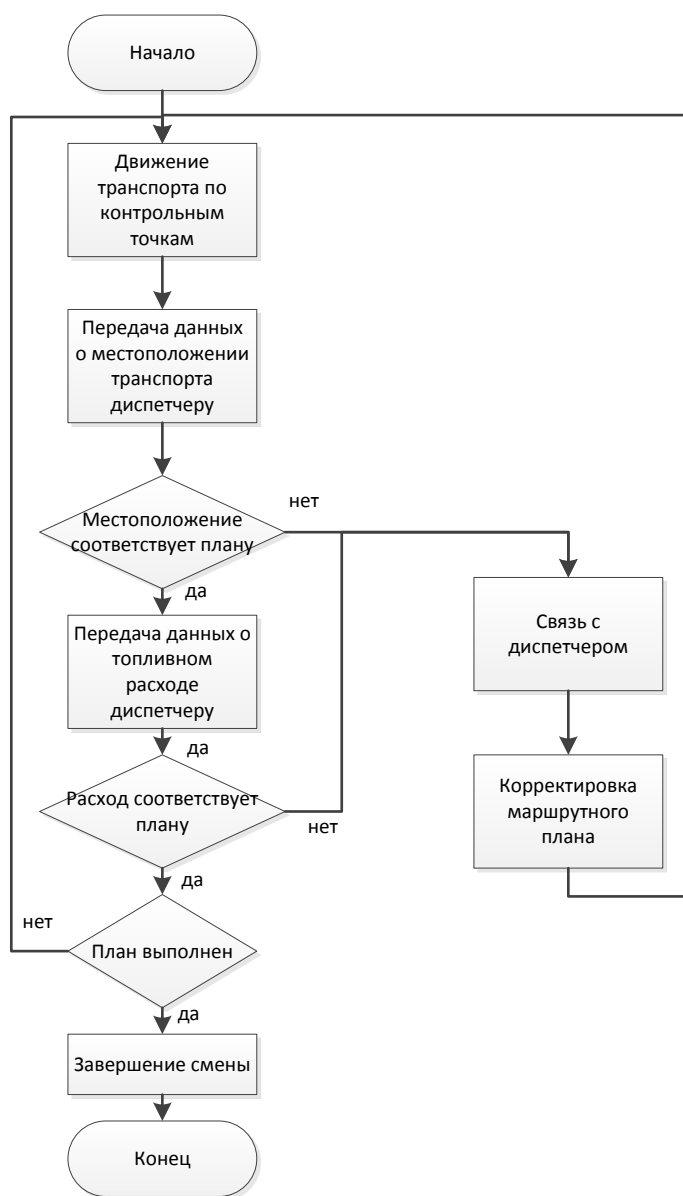 Начало
Движение
транспорта по
контрольным
точкам
Передача данных
о местоположении
транспорта
диспетчеру
нет
Местоположение
соответствует плану
да
Передача данных о
топливном
расходе
диспетчеру
Связь с
диспетчером
да
Расход соответствует
плану
нет
Корректировка
маршрутного
плана
да
нет
План выполнен
да
Завершение смены
Конец